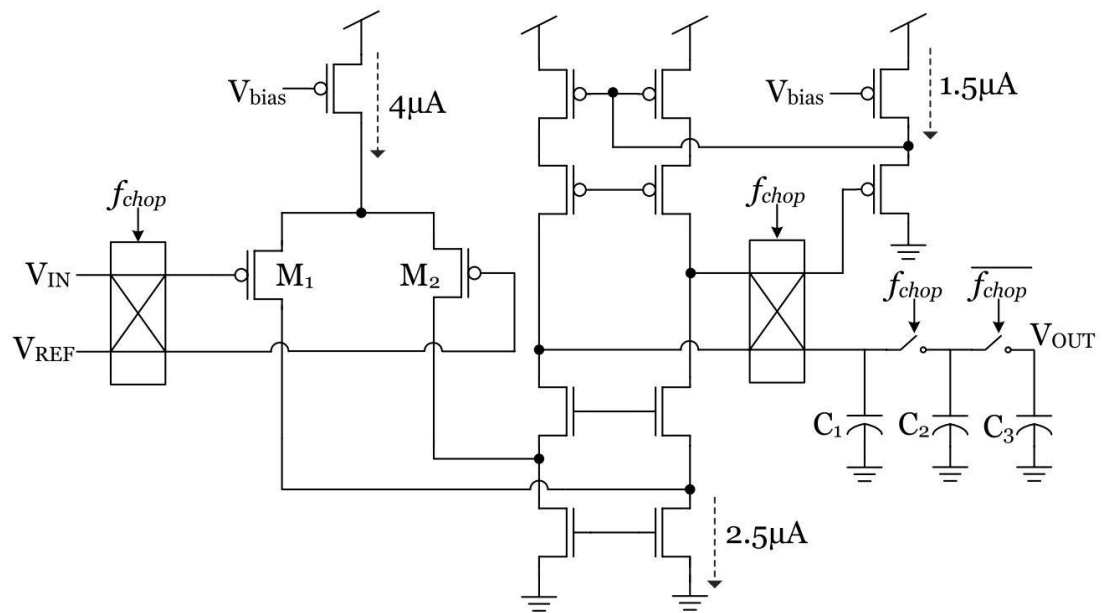 V_bias
4µA
V_bias
1.5µA
f_chop
f_chop
V_IN
M₁
M₂
f_chop
f_chop
V_REF
V_OUT
C₁
C₂
C₃
2.5µA